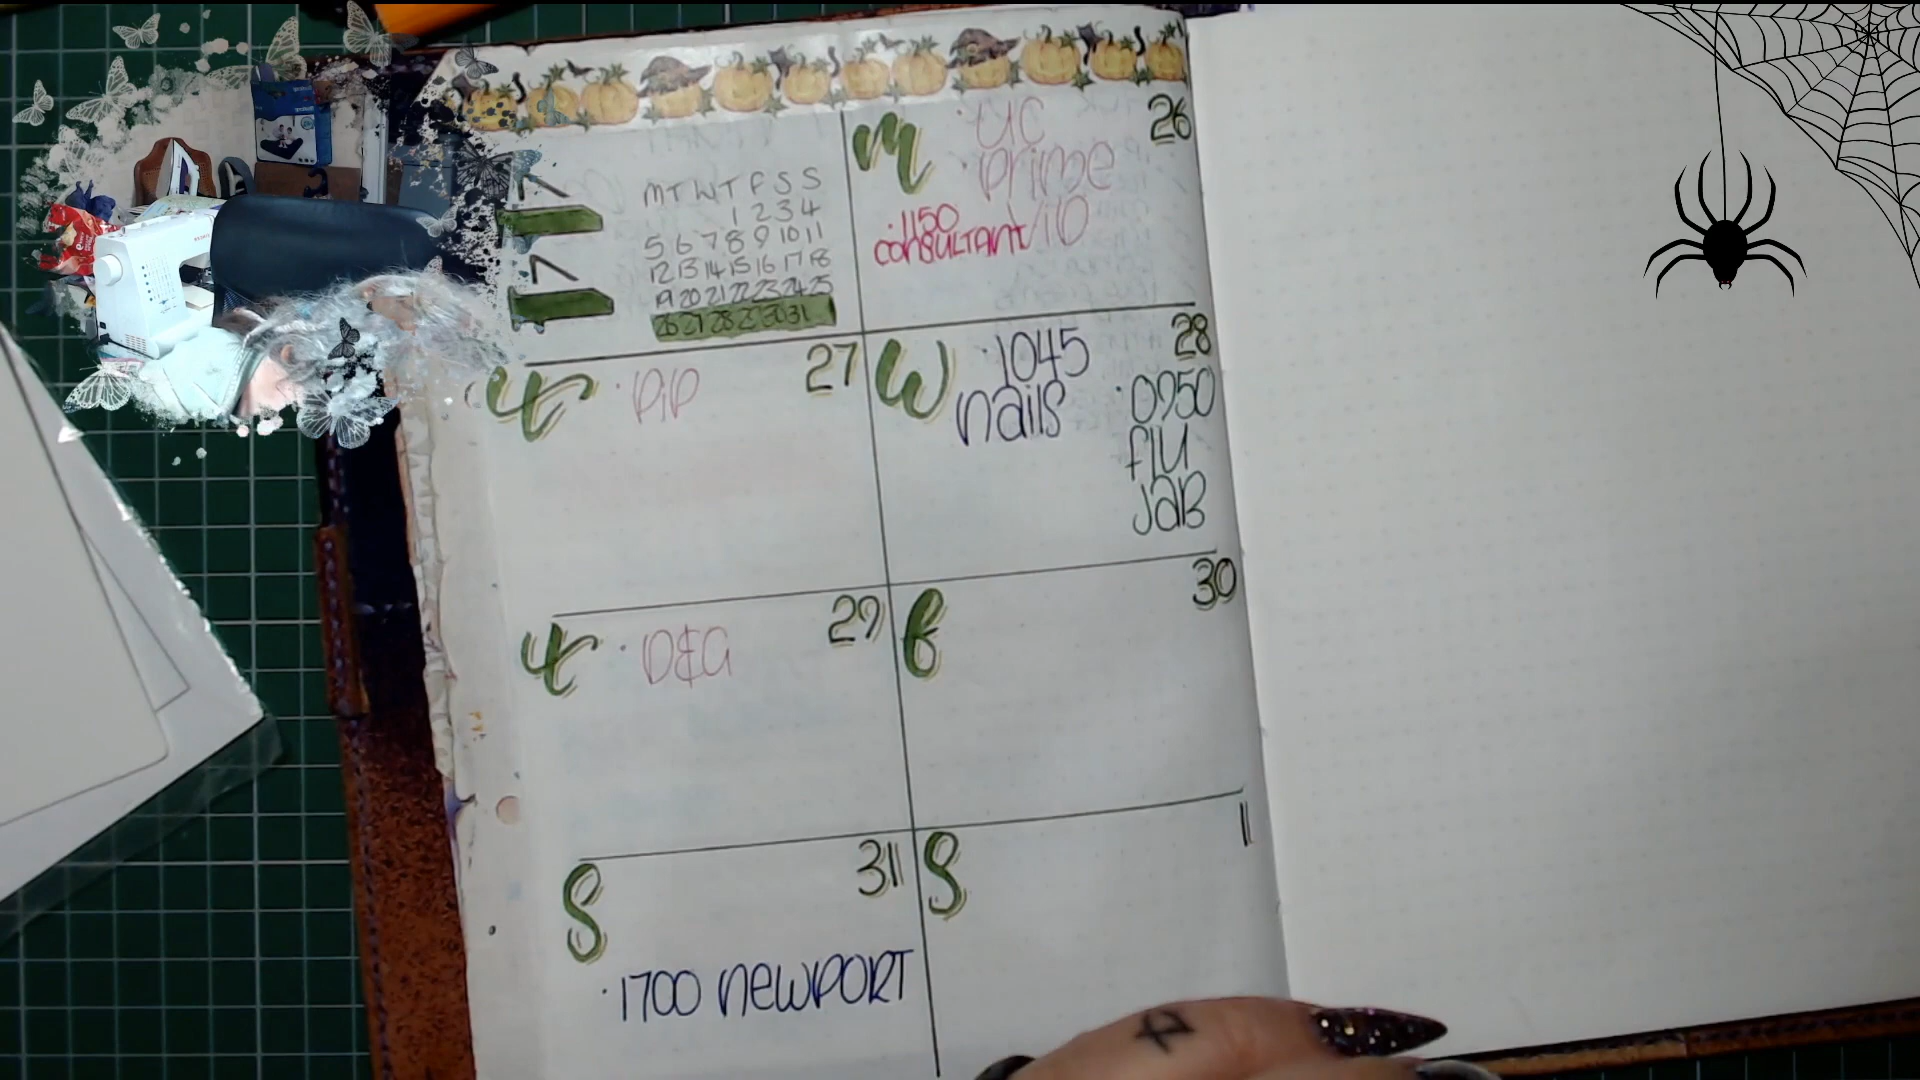 M T W T F S S
1 2 3 4
5 6 7 8 9 10 11
12 13 14 15 16 17 18
19 20 21 22 23 24 25
26 27 28 29 30 31
M
26
· UC
· prime
· 1150
consultant/ilo
t
27
· PiP
W
28
· 1045
nails
· 0950
flu
JAB
t
29
· D&G
f
30
S
31
· 1700 Newport
S
1